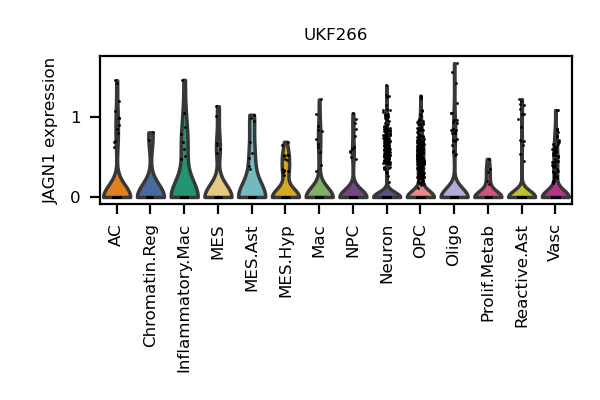 UKF266
JAGN1 expression
1
0
AC
Chromatin.Reg
Inflammatory.Mac
MES
MES.Ast
MES.Hyp
Mac
NPC
Neuron
OPC
Oligo
Prolif.Metab
Reactive.Ast
Vasc